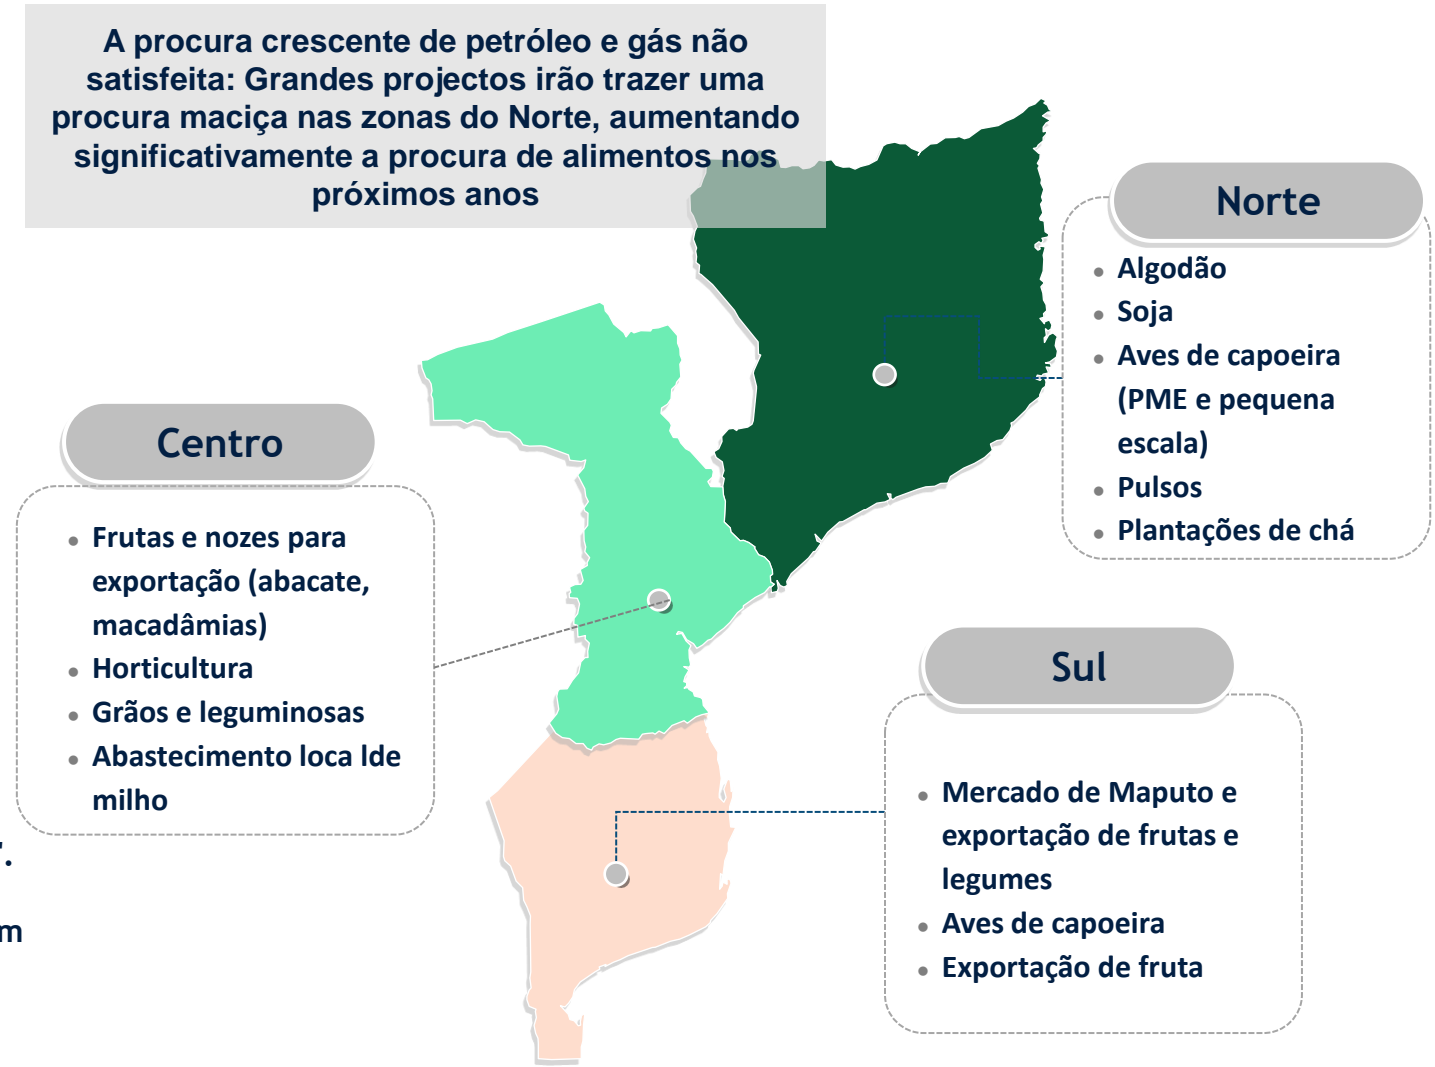 A procura crescente de petróleo e gás não
satisfeita: Grandes projectos irão trazer uma
procura maciça nas zonas do Norte, aumentando
significativamente a procura de alimentos nos
próximos anos
Norte
• Algodão
• Soja
• Aves de capoeira
(PME e pequena
escala)
• Pulsos
• Plantações de chá
Centro
• Frutas e nozes para
exportação (abacate,
macadâmias)
• Horticultura
• Grãos e leguminosas
• Abastecimento loca lde
milho
Sul
• Mercado de Maputo e
exportação de frutas e
legumes
• Aves de capoeira
• Exportação de fruta